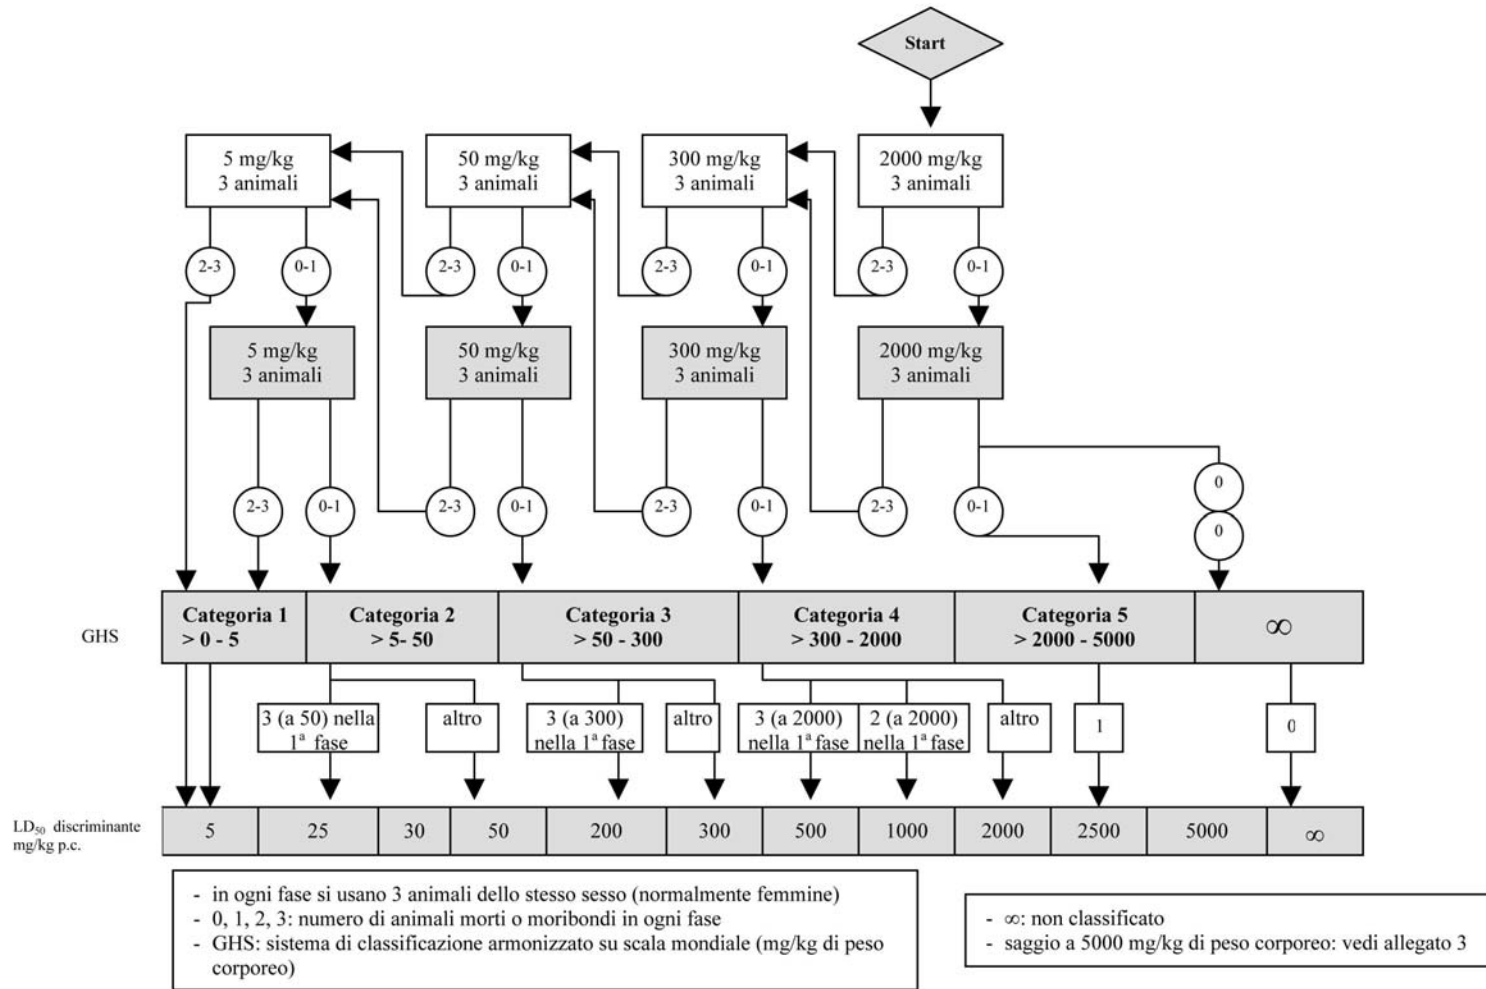 Start
5 mg/kg
3 animali
50 mg/kg
3 animali
300 mg/kg
3 animali
2000 mg/kg
3 animali
2-3
0-1
2-3
0-1
2-3
0-1
2-3
0-1
5 mg/kg
3 animali
50 mg/kg
3 animali
300 mg/kg
3 animali
2000 mg/kg
3 animali
2-3
0-1
2-3
0-1
2-3
0-1
2-3
0-1
0
0
GHS
Categoria 1
> 0 - 5
Categoria 2
> 5- 50
Categoria 3
> 50 - 300
Categoria 4
> 300 - 2000
Categoria 5
> 2000 - 5000
∞
3 (a 50) nella
1ª fase
altro
3 (a 300)
nella 1ª fase
altro
3 (a 2000)
nella 1ª fase
2 (a 2000)
nella 1ª fase
altro
1
0
LD₅₀ discriminante
mg/kg p.c.
5
25
30
50
200
300
500
1000
2000
2500
5000
∞
- in ogni fase si usano 3 animali dello stesso sesso (normalmente femmine)
- 0, 1, 2, 3: numero di animali morti o moribondi in ogni fase
- GHS: sistema di classificazione armonizzato su scala mondiale (mg/kg di peso
corporeo)
- ∞: non classificato
- saggio a 5000 mg/kg di peso corporeo: vedi allegato 3